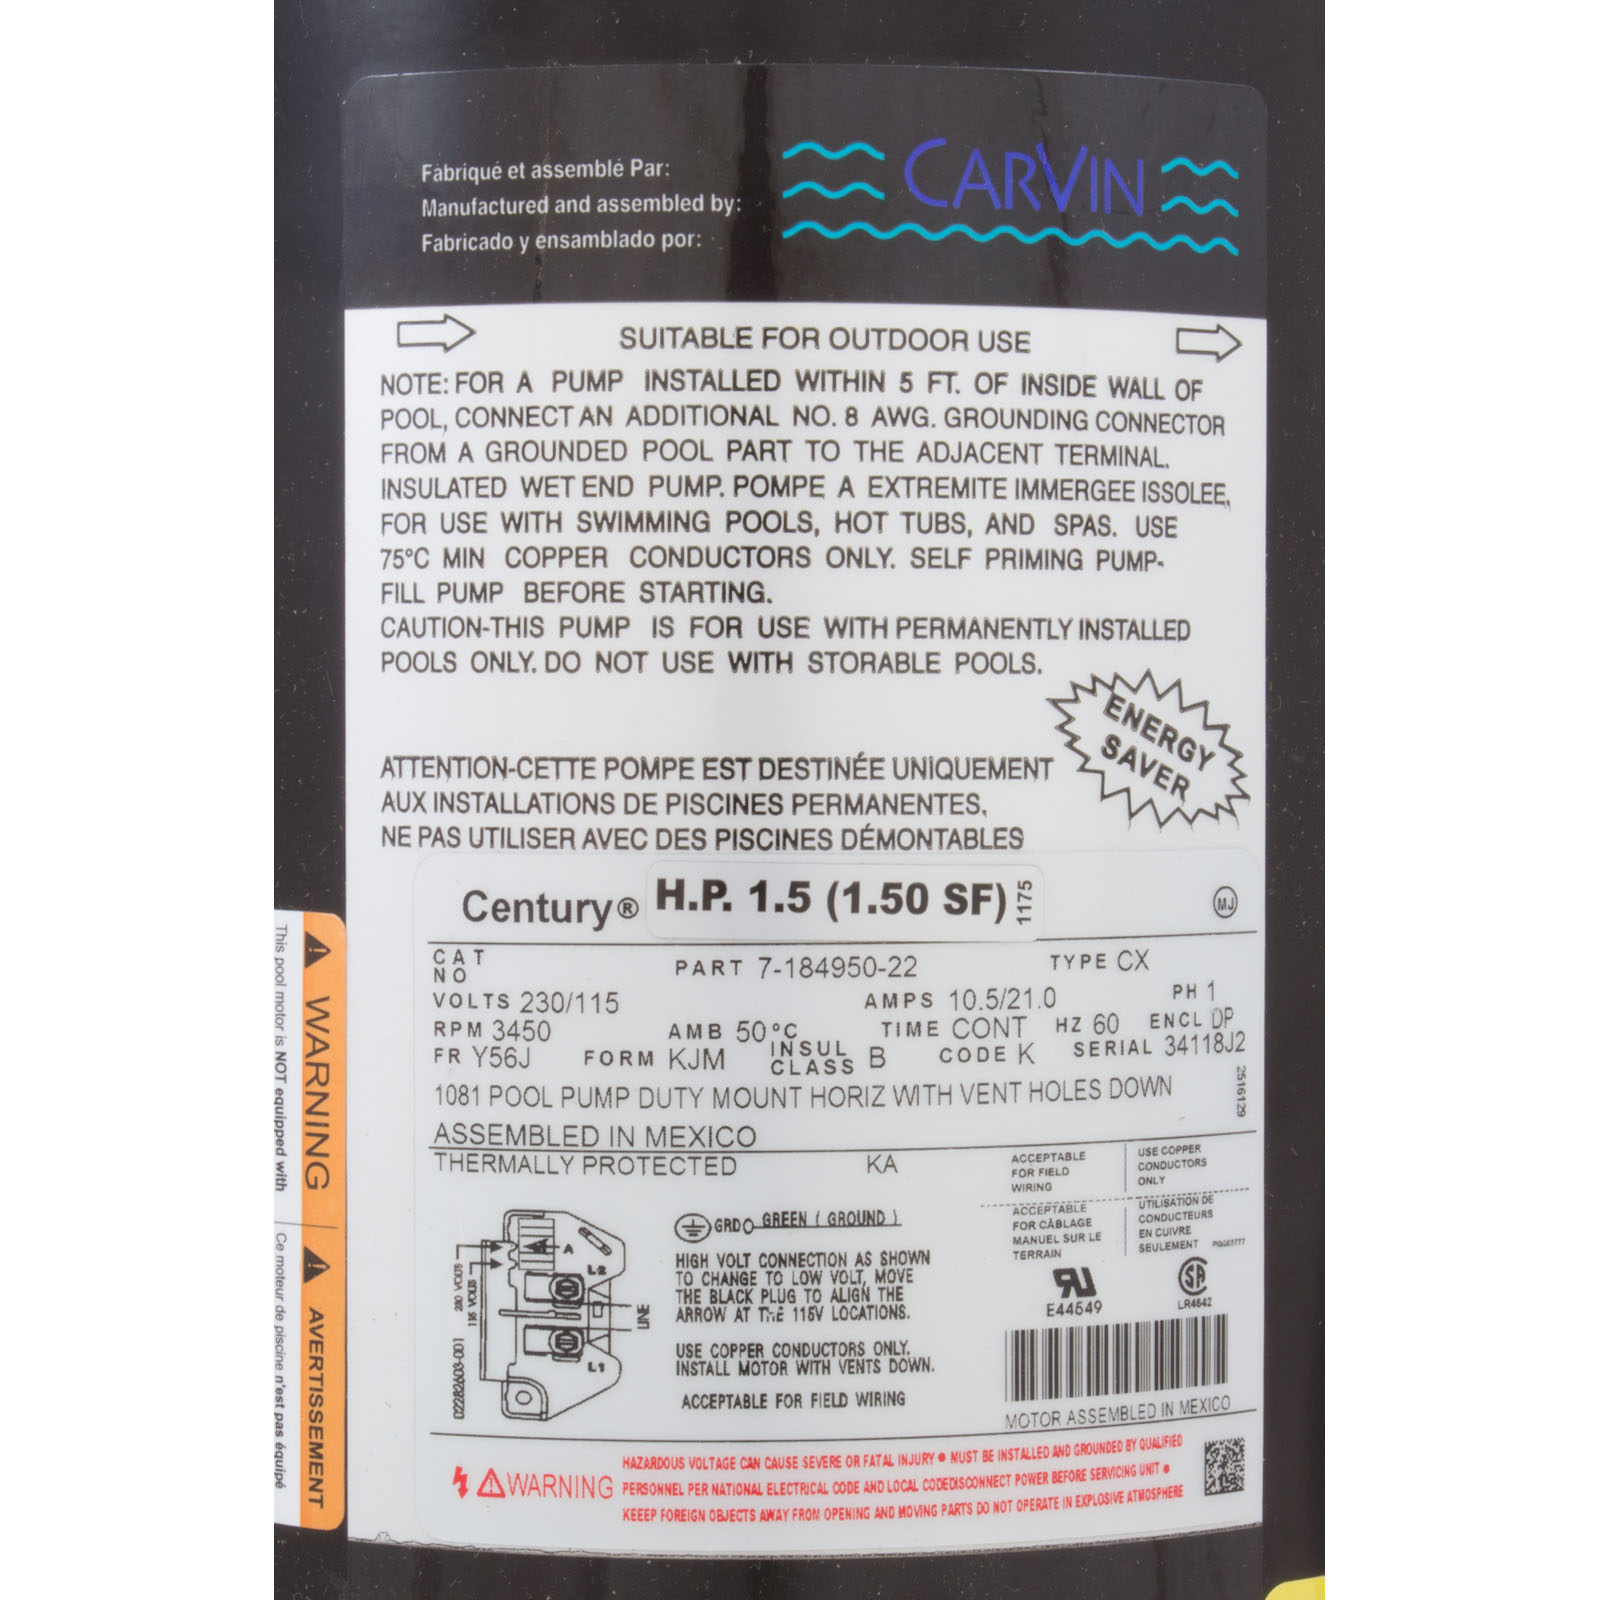 Fabriqué et assemblé Par:
Manufactured and assembled by:
Fabricado y ensamblado por:
CARVIN
SUITABLE FOR OUTDOOR USE
NOTE: FOR A PUMP INSTALLED WITHIN 5 FT. OF INSIDE WALL OF
POOL, CONNECT AN ADDITIONAL NO. 8 AWG. GROUNDING CONNECTOR
FROM A GROUNDED POOL PART TO THE ADJACENT TERMINAL.
INSULATED WET END PUMP. POMPE A EXTREMITE IMMERGEE ISSOLEE,
FOR USE WITH SWIMMING POOLS, HOT TUBS, AND SPAS. USE
75°C MIN COPPER CONDUCTORS ONLY. SELF PRIMING PUMP-
FILL PUMP BEFORE STARTING.
CAUTION-THIS PUMP IS FOR USE WITH PERMANENTLY INSTALLED
POOLS ONLY. DO NOT USE WITH STORABLE POOLS.
ENERGY
SAVER
ATTENTION-CETTE POMPE EST DESTINÉE UNIQUEMENT
AUX INSTALLATIONS DE PISCINES PERMANENTES,
NE PAS UTILISER AVEC DES PISCINES DÉMONTABLES
Century® H.P. 1.5 (1.50 SF) 1175 MJ
CAT NO PART 7-184950-22 TYPE CX
VOLTS 230/115 AMPS 10.5/21.0 PH 1
RPM 3450 AMB 50°C TIME CONT HZ 60 ENCL DP
FR Y56J FORM KJM INSUL CLASS B CODE K SERIAL 34118J2
1081 POOL PUMP DUTY MOUNT HORIZ WITH VENT HOLES DOWN
2516129
ASSEMBLED IN MEXICO
THERMALLY PROTECTED KA
ACCEPTABLE
FOR FIELD
WIRING
USE COPPER
CONDUCTORS
ONLY
ACCEPTABLE
FOR CÂBLAGE
MANUEL SUR LE
TERRAIN
UTILISATION DE
CONDUCTEURS
EN CUIVRE
SEULEMENT
GRD GREEN ( GROUND )
HIGH VOLT CONNECTION AS SHOWN
TO CHANGE TO LOW VOLT, MOVE
THE BLACK PLUG TO ALIGN THE
ARROW AT THE 115V LOCATIONS.
USE COPPER CONDUCTORS ONLY.
INSTALL MOTOR WITH VENTS DOWN.
ACCEPTABLE FOR FIELD WIRING
230 VOLTS
115 VOLTS
A
L2
LINE
L1
02282603-001
E44549
LR4642
MOTOR ASSEMBLED IN MEXICO
WARNING
HAZARDOUS VOLTAGE CAN CAUSE SEVERE OR FATAL INJURY ● MUST BE INSTALLED AND GROUNDED BY QUALIFIED
PERSONNEL PER NATIONAL ELECTRICAL CODE AND LOCAL CODEDISCONNECT POWER BEFORE SERVICING UNIT ●
KEEEP FOREIGN OBJECTS AWAY FROM OPENING AND MOVING PARTS DO NOT OPERATE IN EXPLOSIVE ATMOSPHERE
WARNING
This pool motor is NOT equipped with
AVERTISSEMENT
Ce moteur de piscine n'est pas équipé